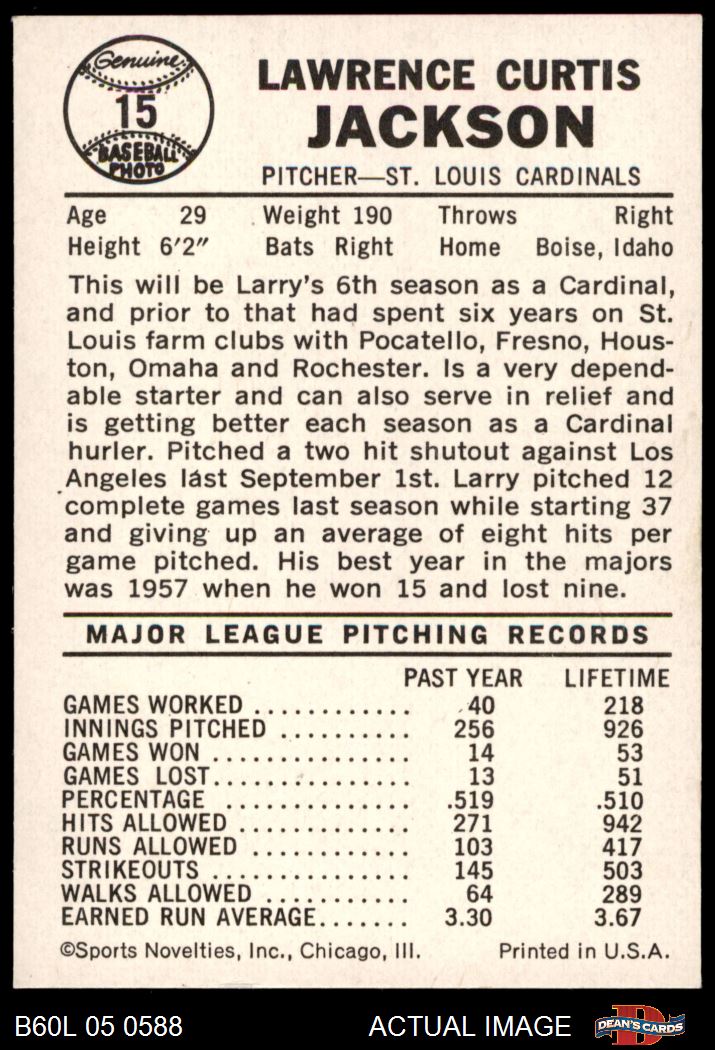 Genuine
15
BASEBALL
PHOTO
LAWRENCE CURTIS
JACKSON
PITCHER—ST. LOUIS CARDINALS
Age 29 Weight 190 Throws Right
Height 6'2" Bats Right Home Boise, Idaho
This will be Larry's 6th season as a Cardinal,
and prior to that had spent six years on St.
Louis farm clubs with Pocatello, Fresno, Hous-
ton, Omaha and Rochester. Is a very depend-
able starter and can also serve in relief and
is getting better each season as a Cardinal
hurler. Pitched a two hit shutout against Los
Angeles last September 1st. Larry pitched 12
complete games last season while starting 37
and giving up an average of eight hits per
game pitched. His best year in the majors
was 1957 when he won 15 and lost nine.
MAJOR LEAGUE PITCHING RECORDS
PAST YEAR LIFETIME
GAMES WORKED ............ 40 218
INNINGS PITCHED .......... 256 926
GAMES WON ............... 14 53
GAMES LOST............... 13 51
PERCENTAGE .............. .519 .510
HITS ALLOWED ............. 271 942
RUNS ALLOWED ............ 103 417
STRIKEOUTS ............... 145 503
WALKS ALLOWED ........... 64 289
EARNED RUN AVERAGE....... 3.30 3.67
©Sports Novelties, Inc., Chicago, Ill. Printed in U.S.A.
B60L 05 0588 ACTUAL IMAGE DEAN'S CARDS